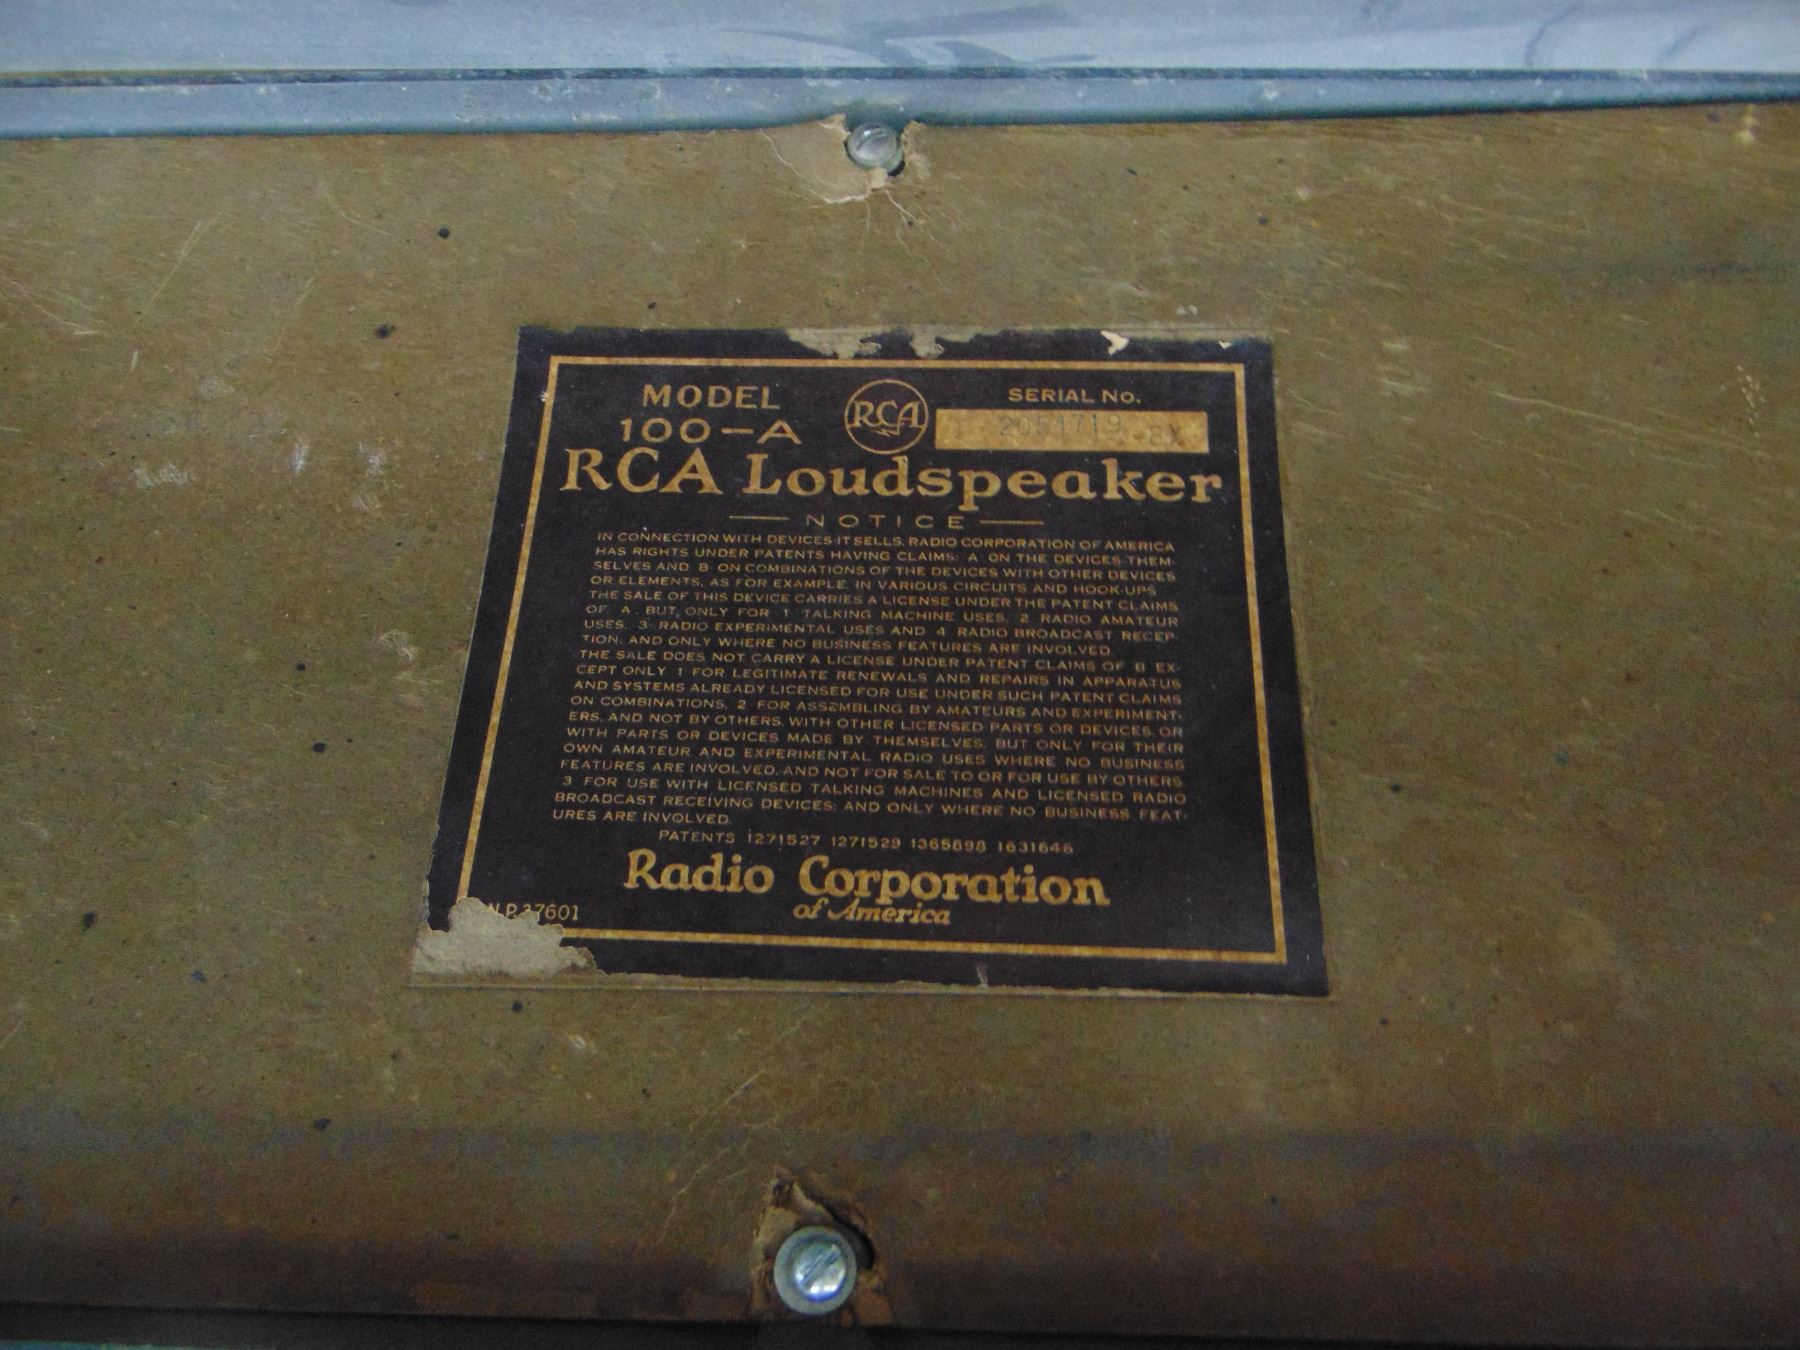 MODEL
100-A
RCA
SERIAL No.
2051719 EX
RCA Loudspeaker
NOTICE
IN CONNECTION WITH DEVICES IT SELLS, RADIO CORPORATION OF AMERICA
HAS RIGHTS UNDER PATENTS HAVING CLAIMS: A ON THE DEVICES THEM-
SELVES AND B ON COMBINATIONS OF THE DEVICES WITH OTHER DEVICES
OR ELEMENTS, AS FOR EXAMPLE, IN VARIOUS CIRCUITS AND HOOK-UPS
THE SALE OF THIS DEVICE CARRIES A LICENSE UNDER THE PATENT CLAIMS
OF A, BUT, ONLY FOR 1 TALKING MACHINE USES, 2 RADIO AMATEUR
USES, 3 RADIO EXPERIMENTAL USES AND 4 RADIO BROADCAST RECEP-
TION; AND ONLY WHERE NO BUSINESS FEATURES ARE INVOLVED.
THE SALE DOES NOT CARRY A LICENSE UNDER PATENT CLAIMS OF B EX-
CEPT ONLY 1 FOR LEGITIMATE RENEWALS AND REPAIRS IN APPARATUS
AND SYSTEMS ALREADY LICENSED FOR USE UNDER SUCH PATENT CLAIMS
ON COMBINATIONS, 2 FOR ASSEMBLING BY AMATEURS AND EXPERIMENT-
ERS, AND NOT BY OTHERS, WITH OTHER LICENSED PARTS OR DEVICES, OR
WITH PARTS OR DEVICES MADE BY THEMSELVES, BUT ONLY FOR THEIR
OWN AMATEUR AND EXPERIMENTAL RADIO USES WHERE NO BUSINESS
FEATURES ARE INVOLVED, AND NOT FOR SALE TO OR FOR USE BY OTHERS
3 FOR USE WITH LICENSED TALKING MACHINES AND LICENSED RADIO
BROADCAST RECEIVING DEVICES; AND ONLY WHERE NO BUSINESS FEAT-
URES ARE INVOLVED.
PATENTS 1271527 1271529 1365898 1631646
Radio Corporation
of America
N.P.37601